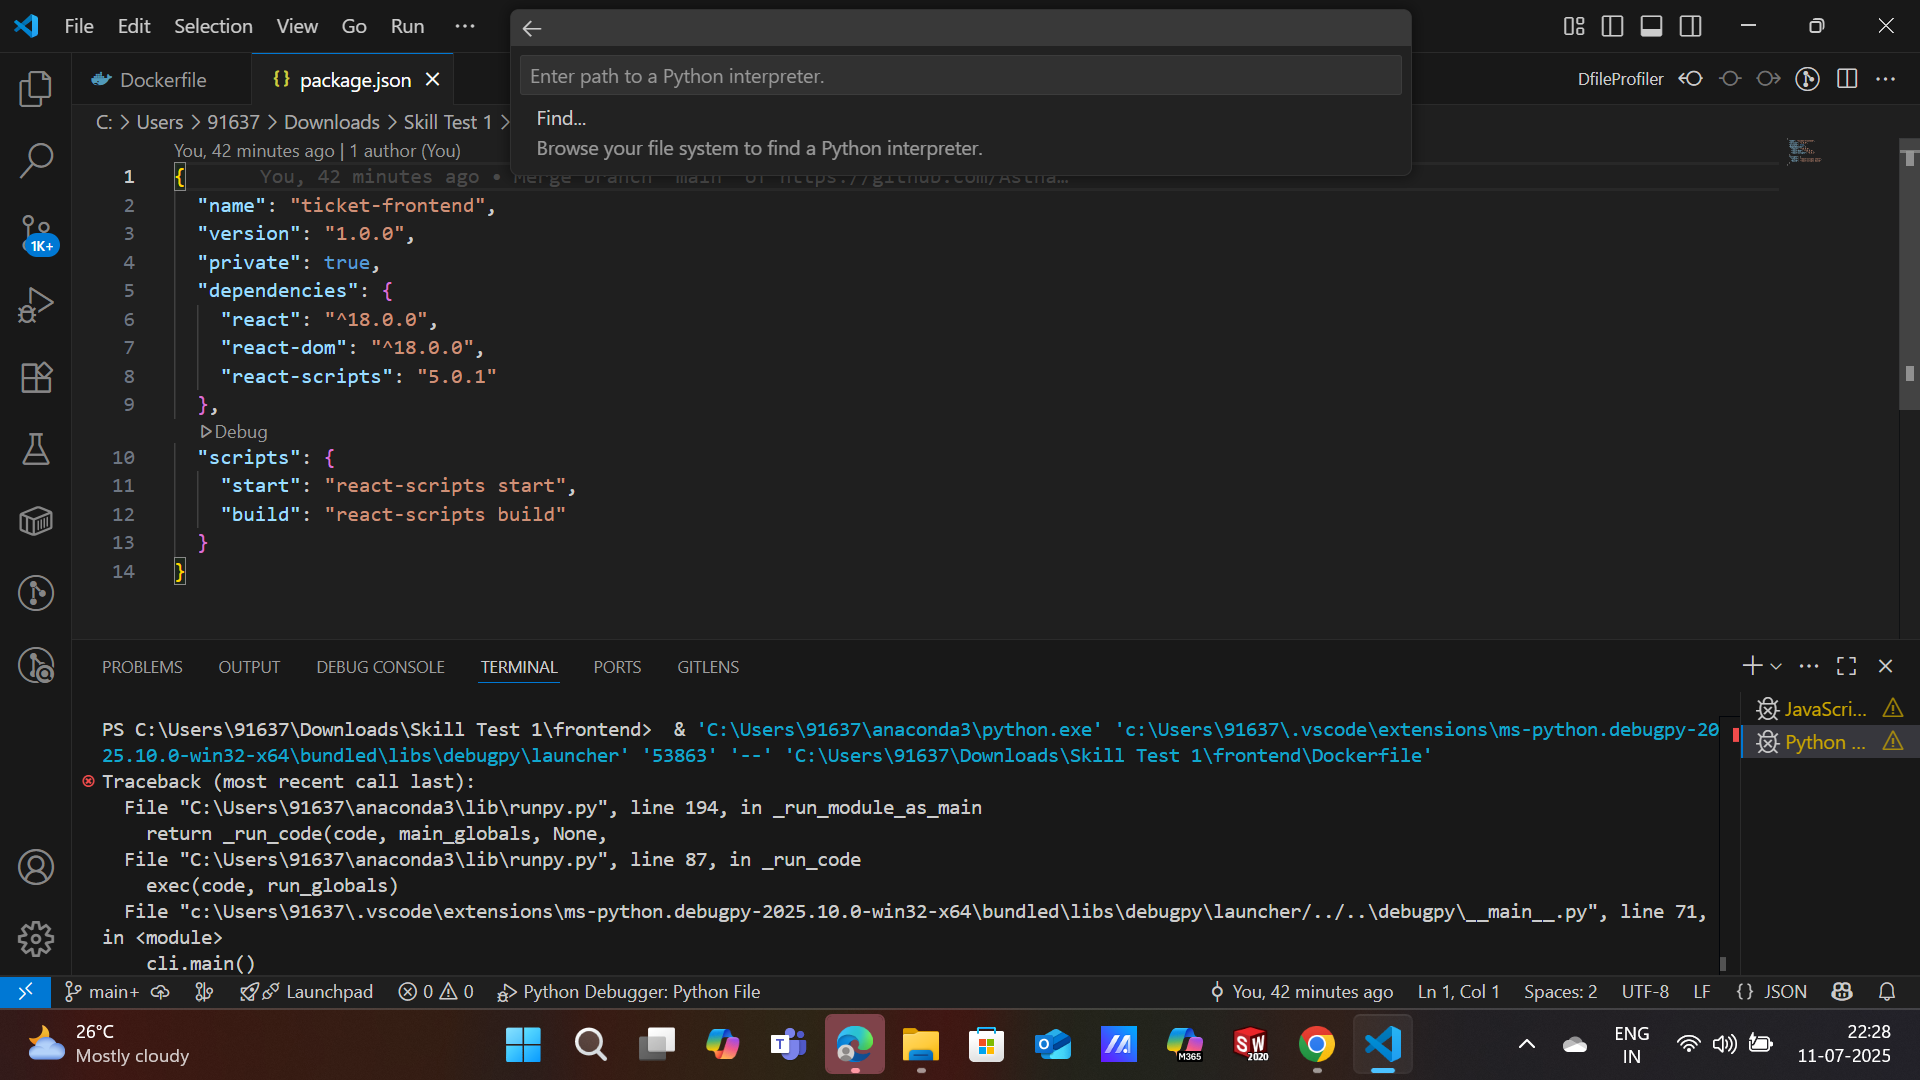 File Edit Selection View Go Run ···
Enter path to a Python interpreter.
Find...
Browse your file system to find a Python interpreter.
Dockerfile
package.json
DfileProfiler
C: > Users > 91637 > Downloads > Skill Test 1 >
You, 42 minutes ago | 1 author (You)
1 { You, 42 minutes ago • Merge branch 'main' of https://github.com/Astha…
2 "name": "ticket-frontend",
3 "version": "1.0.0",
4 "private": true,
5 "dependencies": {
6 "react": "^18.0.0",
7 "react-dom": "^18.0.0",
8 "react-scripts": "5.0.1"
9 },
Debug
10 "scripts": {
11 "start": "react-scripts start",
12 "build": "react-scripts build"
13 }
14 }
1K+
PROBLEMS OUTPUT DEBUG CONSOLE TERMINAL PORTS GITLENS
JavaScri...
Python ...
PS C:\Users\91637\Downloads\Skill Test 1\frontend> & 'C:\Users\91637\anaconda3\python.exe' 'c:\Users\91637\.vscode\extensions\ms-python.debugpy-20
25.10.0-win32-x64\bundled\libs\debugpy\launcher' '53863' '--' 'C:\Users\91637\Downloads\Skill Test 1\frontend\Dockerfile'
Traceback (most recent call last):
File "C:\Users\91637\anaconda3\lib\runpy.py", line 194, in _run_module_as_main
return _run_code(code, main_globals, None,
File "C:\Users\91637\anaconda3\lib\runpy.py", line 87, in _run_code
exec(code, run_globals)
File "c:\Users\91637\.vscode\extensions\ms-python.debugpy-2025.10.0-win32-x64\bundled\libs\debugpy\launcher/../..\debugpy\__main__.py", line 71,
in <module>
cli.main()
main+ Launchpad 0 0 Python Debugger: Python File You, 42 minutes ago Ln 1, Col 1 Spaces: 2 UTF-8 LF {} JSON
26°C
Mostly cloudy
T
M365
SW
2020
ENG
IN
22:28
11-07-2025